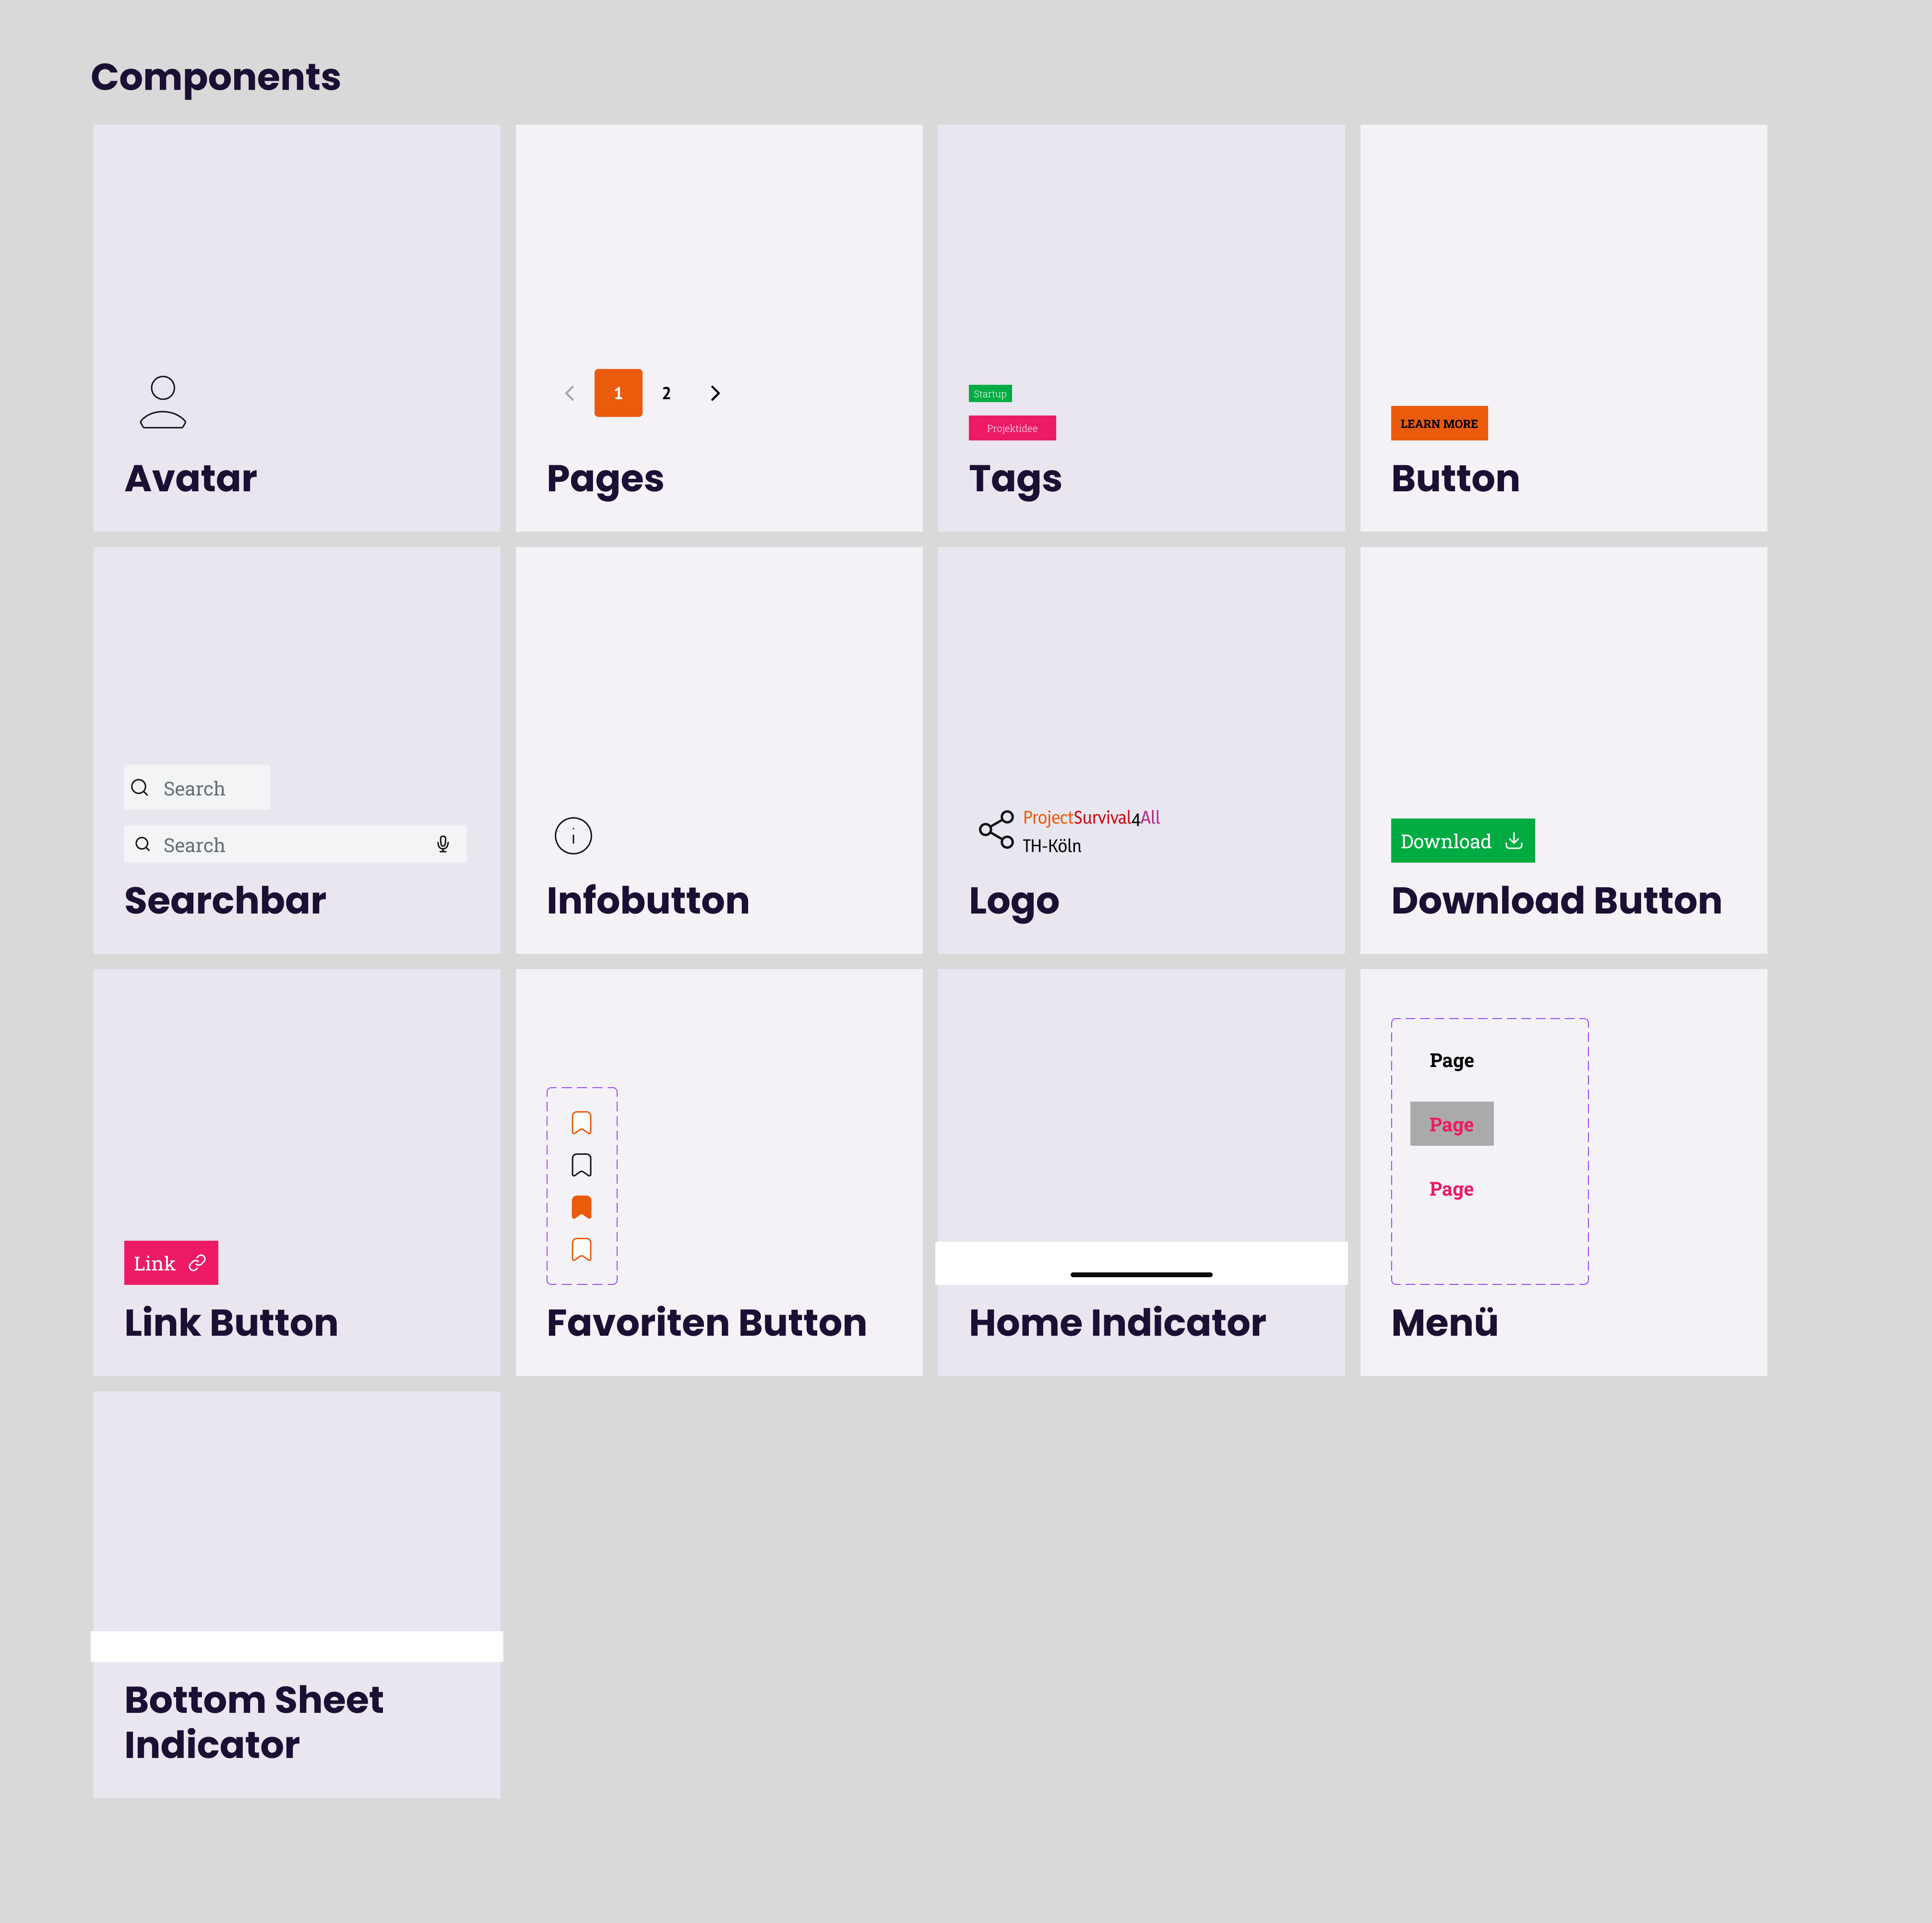 Components
1
2
Startup
Projektidee
LEARN MORE
Avatar
Pages
Tags
Button
Search
Search
ProjectSurvival4All
TH-Köln
Download
Searchbar
Infobutton
Logo
Download Button
Link
Page
Page
Page
Link Button
Favoriten Button
Home Indicator
Menü
Bottom Sheet
Indicator